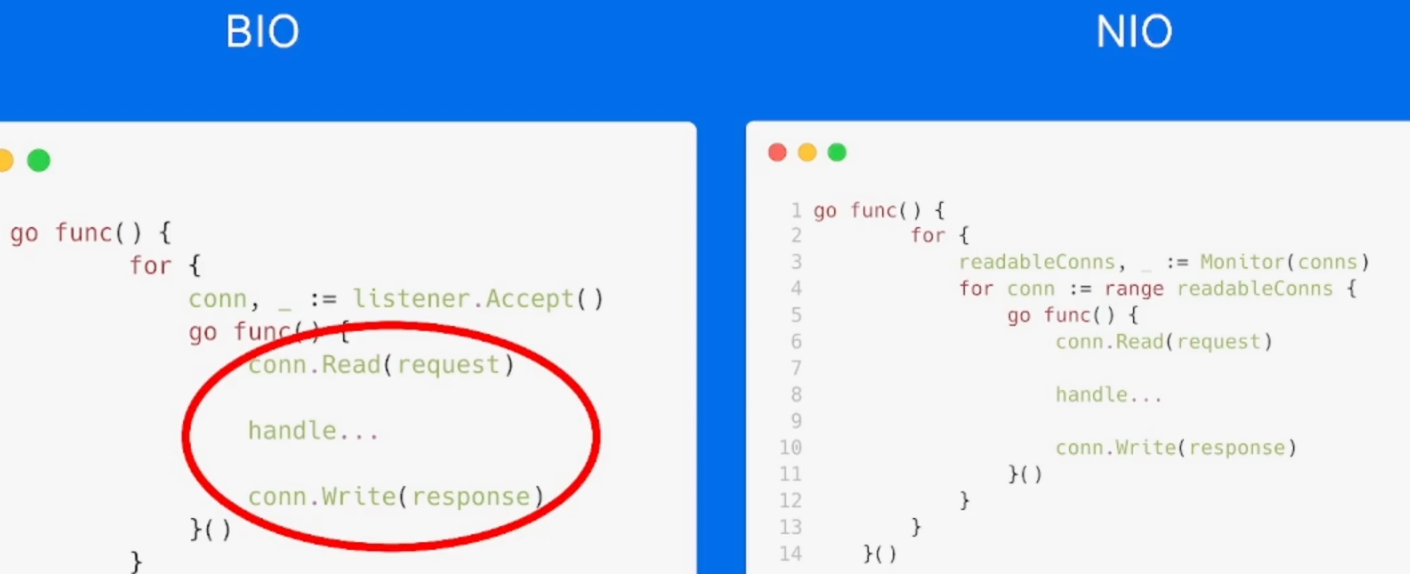 BIO
go func() {
for {
conn, _ := listener.Accept()
go func() {
conn.Read(request)
handle...
conn.Write(response)
}()
}
NIO
1 go func() {
2 for {
3 readableConns, _ := Monitor(conns)
4 for conn := range readableConns {
5 go func() {
6 conn.Read(request)
7
8 handle...
9
10 conn.Write(response)
11 }()
12 }
13 }
14 }()